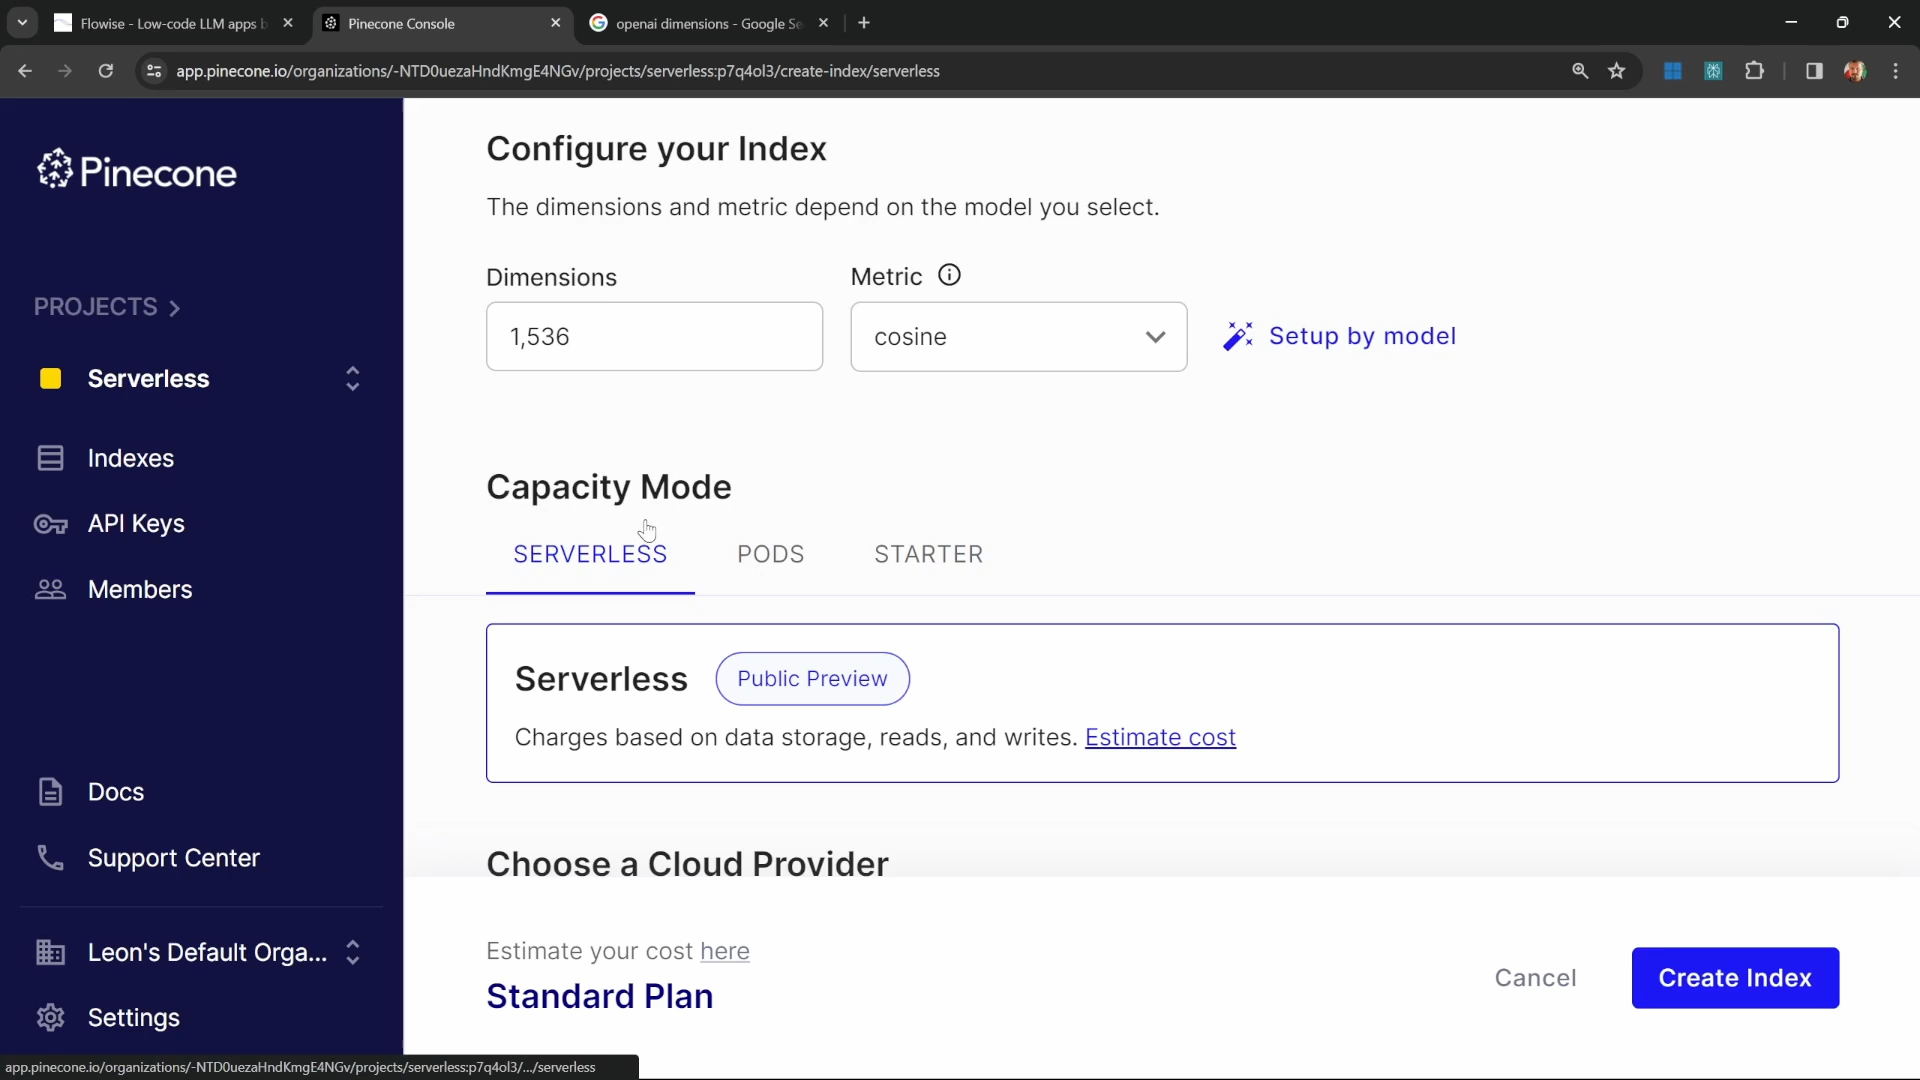 Flowise - Low-code LLM apps b
Pinecone Console
openai dimensions - Google Se
app.pinecone.io/organizations/-NTD0uezaHndKmgE4NGv/projects/serverless:p7q4ol3/create-index/serverless
Pinecone
PROJECTS >
Serverless
Indexes
API Keys
Members
Docs
Support Center
Leon's Default Orga...
Settings
Configure your Index
The dimensions and metric depend on the model you select.
Dimensions
Metric
1,536
cosine
Setup by model
Capacity Mode
SERVERLESS
PODS
STARTER
Serverless
Public Preview
Charges based on data storage, reads, and writes. Estimate cost
Choose a Cloud Provider
Estimate your cost here
Standard Plan
Cancel
Create Index
app.pinecone.io/organizations/-NTD0uezaHndKmgE4NGv/projects/serverless:p7q4ol3/.../serverless